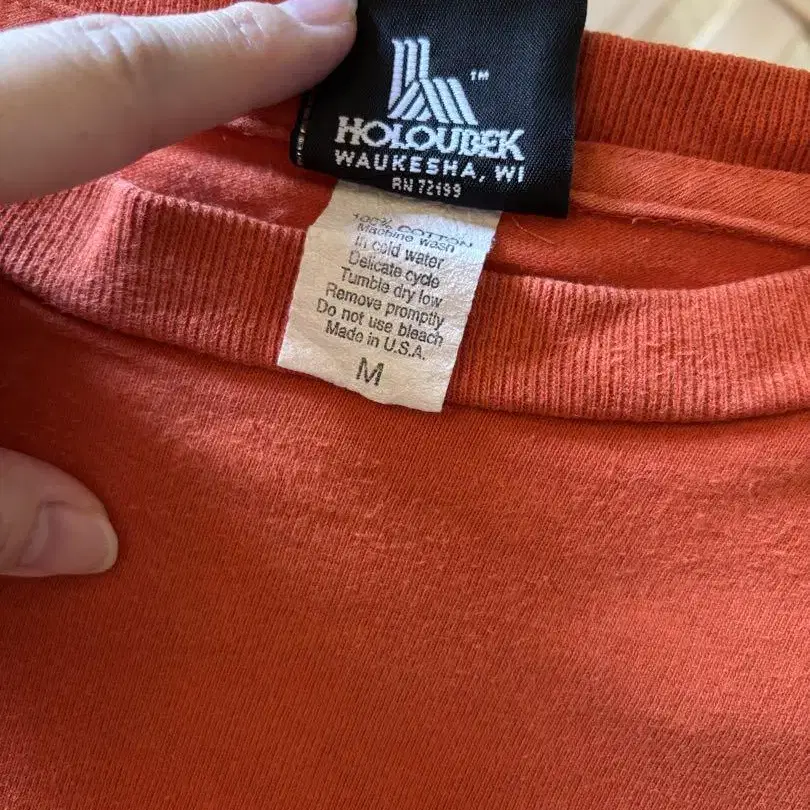 ™
HOLOUBEK
WAUKESHA, WI
RN 72199
100% COTTON
Machine wash
In cold water
Delicate cycle
Tumble dry low
Remove promptly
Do not use bleach
Made in U.S.A.
M